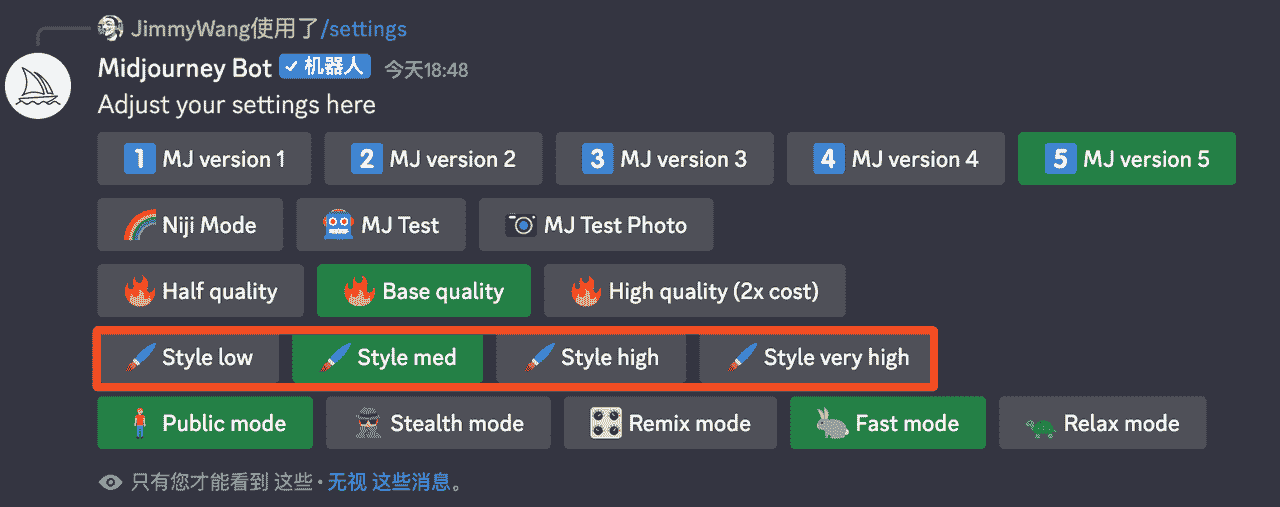 JimmyWang使用了/settings
Midjourney Bot ✓ 机器人 今天18:48
Adjust your settings here
1 MJ version 1 2 MJ version 2 3 MJ version 3 4 MJ version 4 5 MJ version 5
Niji Mode MJ Test MJ Test Photo
Half quality Base quality High quality (2x cost)
Style low Style med Style high Style very high
Public mode Stealth mode Remix mode Fast mode Relax mode
只有您才能看到 这些 • 无视 这些消息。